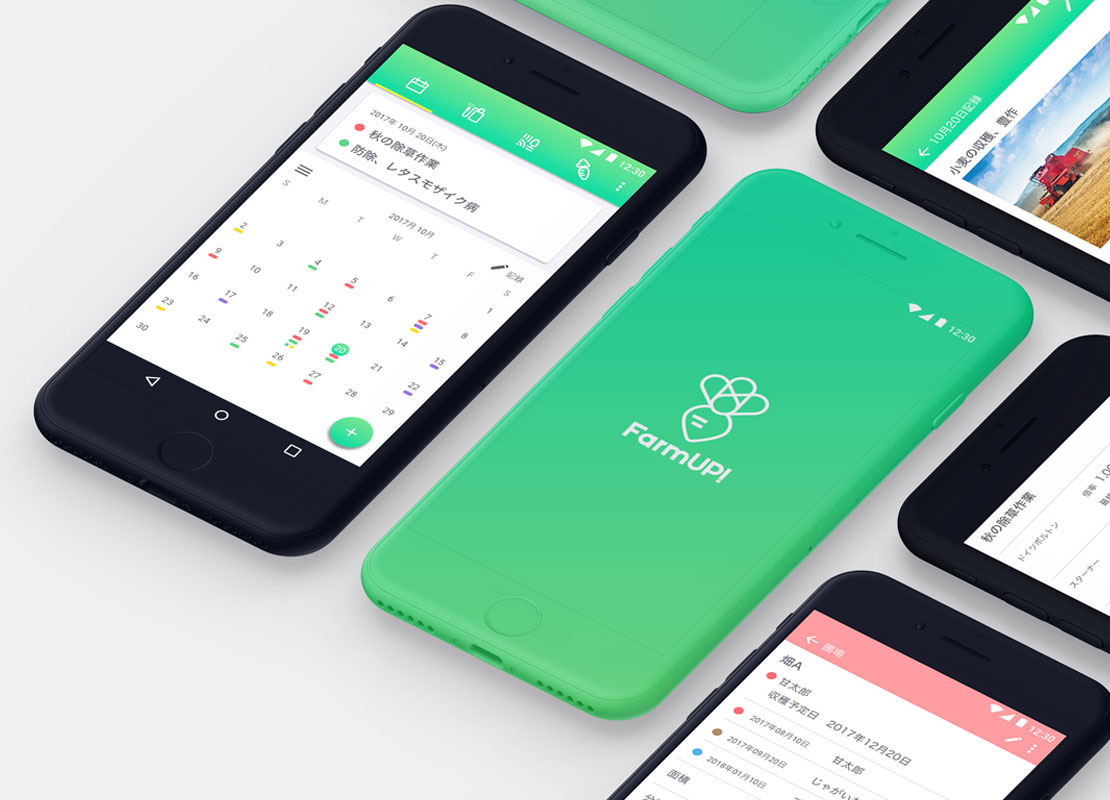 12:30
2017年 10月 20日(木)
秋の除草作業
防除、レタスモザイク病
2017月 10月
S M T W T F S
1
2 3 4 5 6 7 8
9 10 11 12 13 14 15
16 17 18 19 20 21 22
23 24 25 26 27 28 29
30
記録
12:30
FarmUP!
10月20日記録
小麦の収穫、豊作
秋の除草作業
倍率 1,00
ドイツボルトン
スターナー
圃場
12:30
畑A
甘太郎
収穫予定日 2017年12月20日
2017年08月10日 甘太郎
2017年09月20日 じゃがい
2018年01月10日
面積